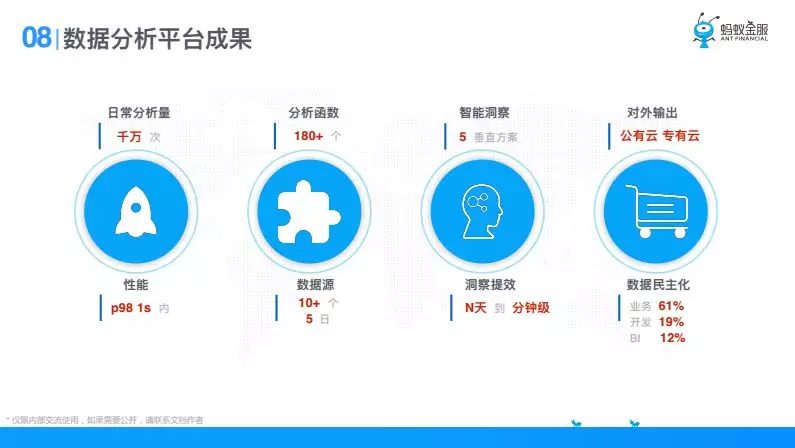 08 数据分析平台成果
蚂蚁金服
ANT FINANCIAL
日常分析量
千万 次
分析函数
180+ 个
智能洞察
5 垂直方案
对外输出
公有云 专有云
性能
p98 1s 内
数据源
10+ 个
5 日
洞察提效
N天 到 分钟级
数据民主化
业务 61%
开发 19%
BI 12%
* 仅限内部交流使用，如果需要公开，请联系文档作者